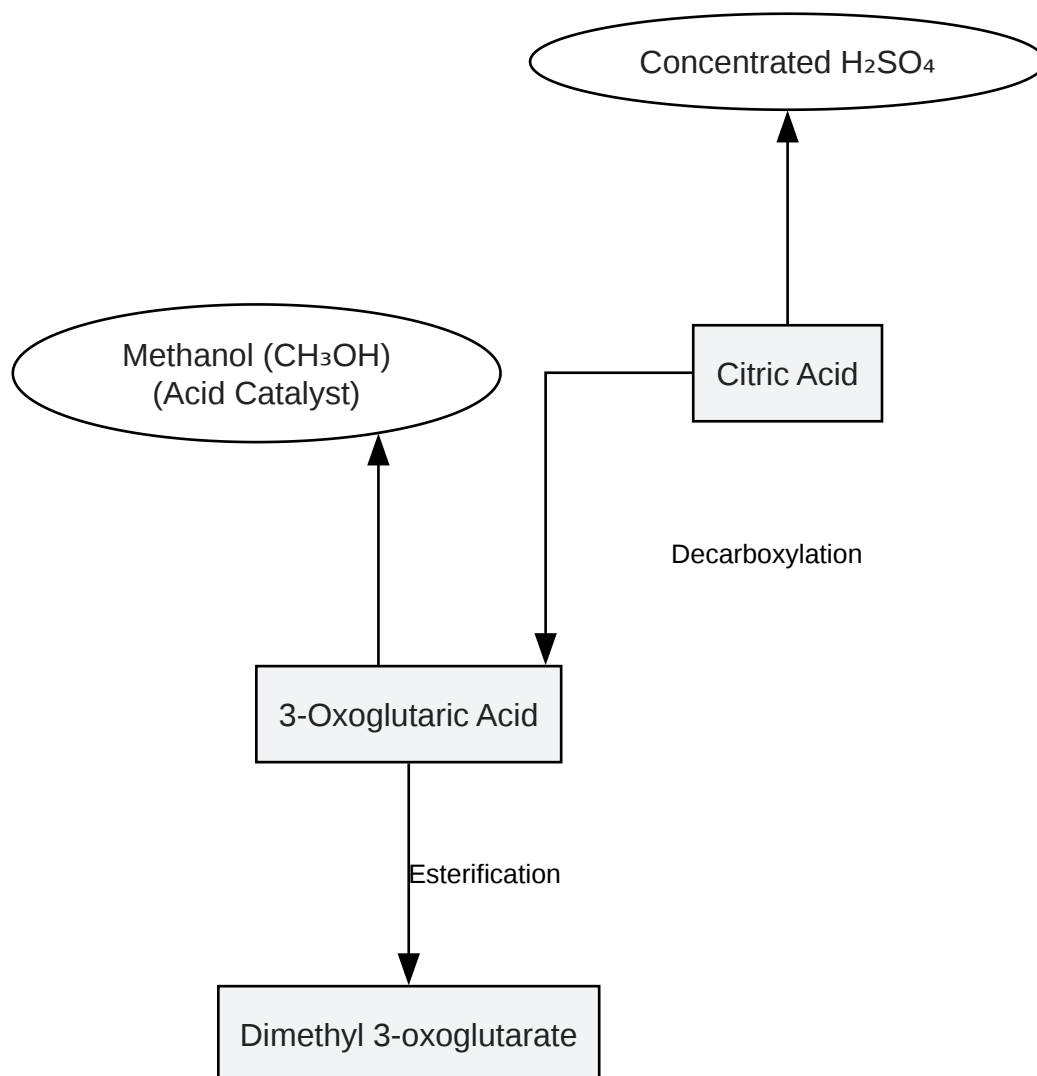 Concentrated H₂SO₄
Methanol (CH₃OH)
(Acid Catalyst)
Citric Acid
Decarboxylation
3-Oxoglutaric Acid
Esterification
Dimethyl 3-oxoglutarate